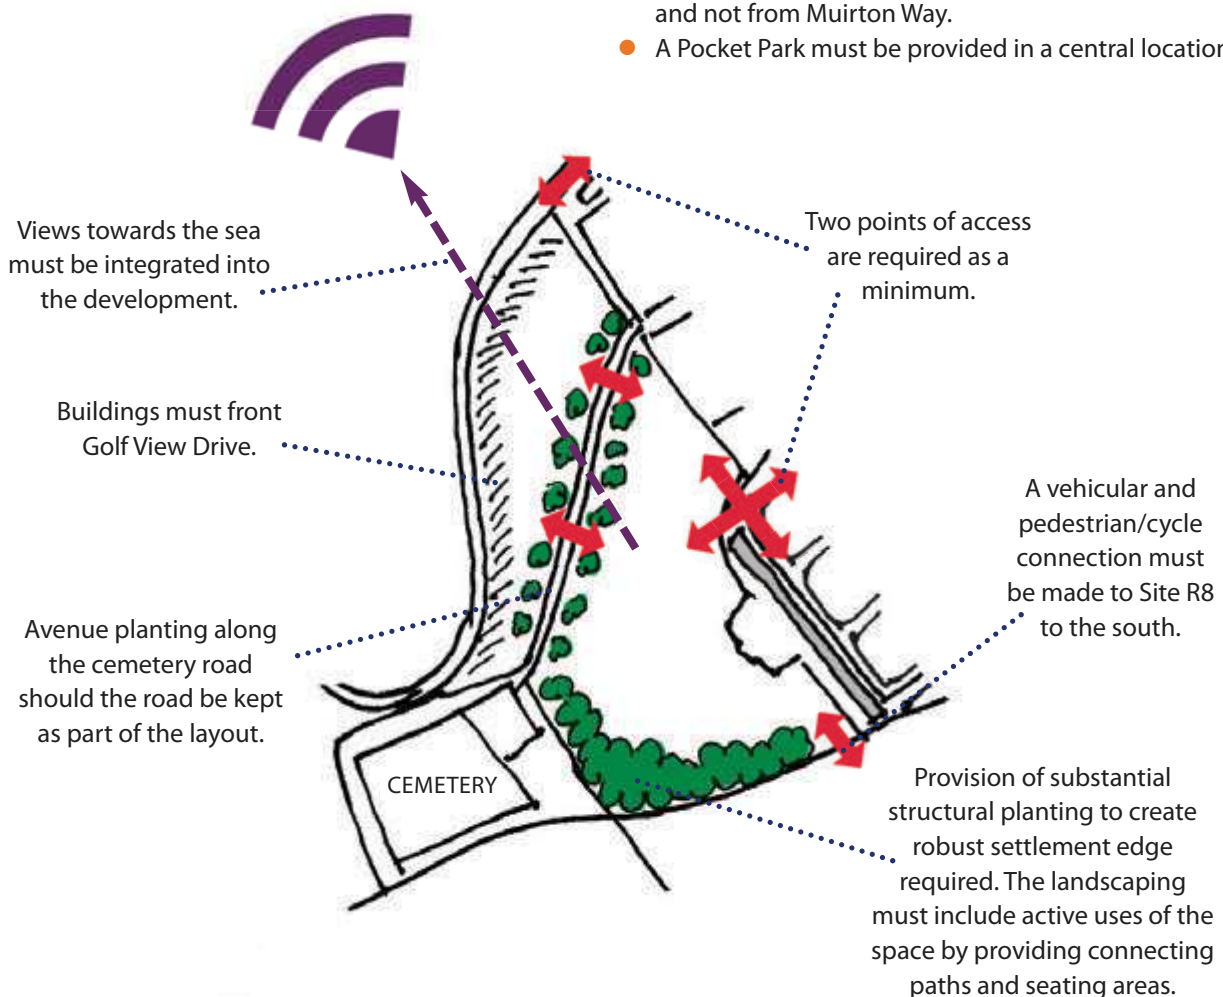 and not from Muirton Way.
● A Pocket Park must be provided in a central location
Views towards the sea
must be integrated into
the development.
Two points of access
are required as a
minimum.
Buildings must front
Golf View Drive.
A vehicular and
pedestrian/cycle
connection must
be made to Site R8
to the south.
Avenue planting along
the cemetery road
should the road be kept
as part of the layout.
CEMETERY
Provision of substantial
structural planting to create
robust settlement edge
required. The landscaping
must include active uses of the
space by providing connecting
paths and seating areas.